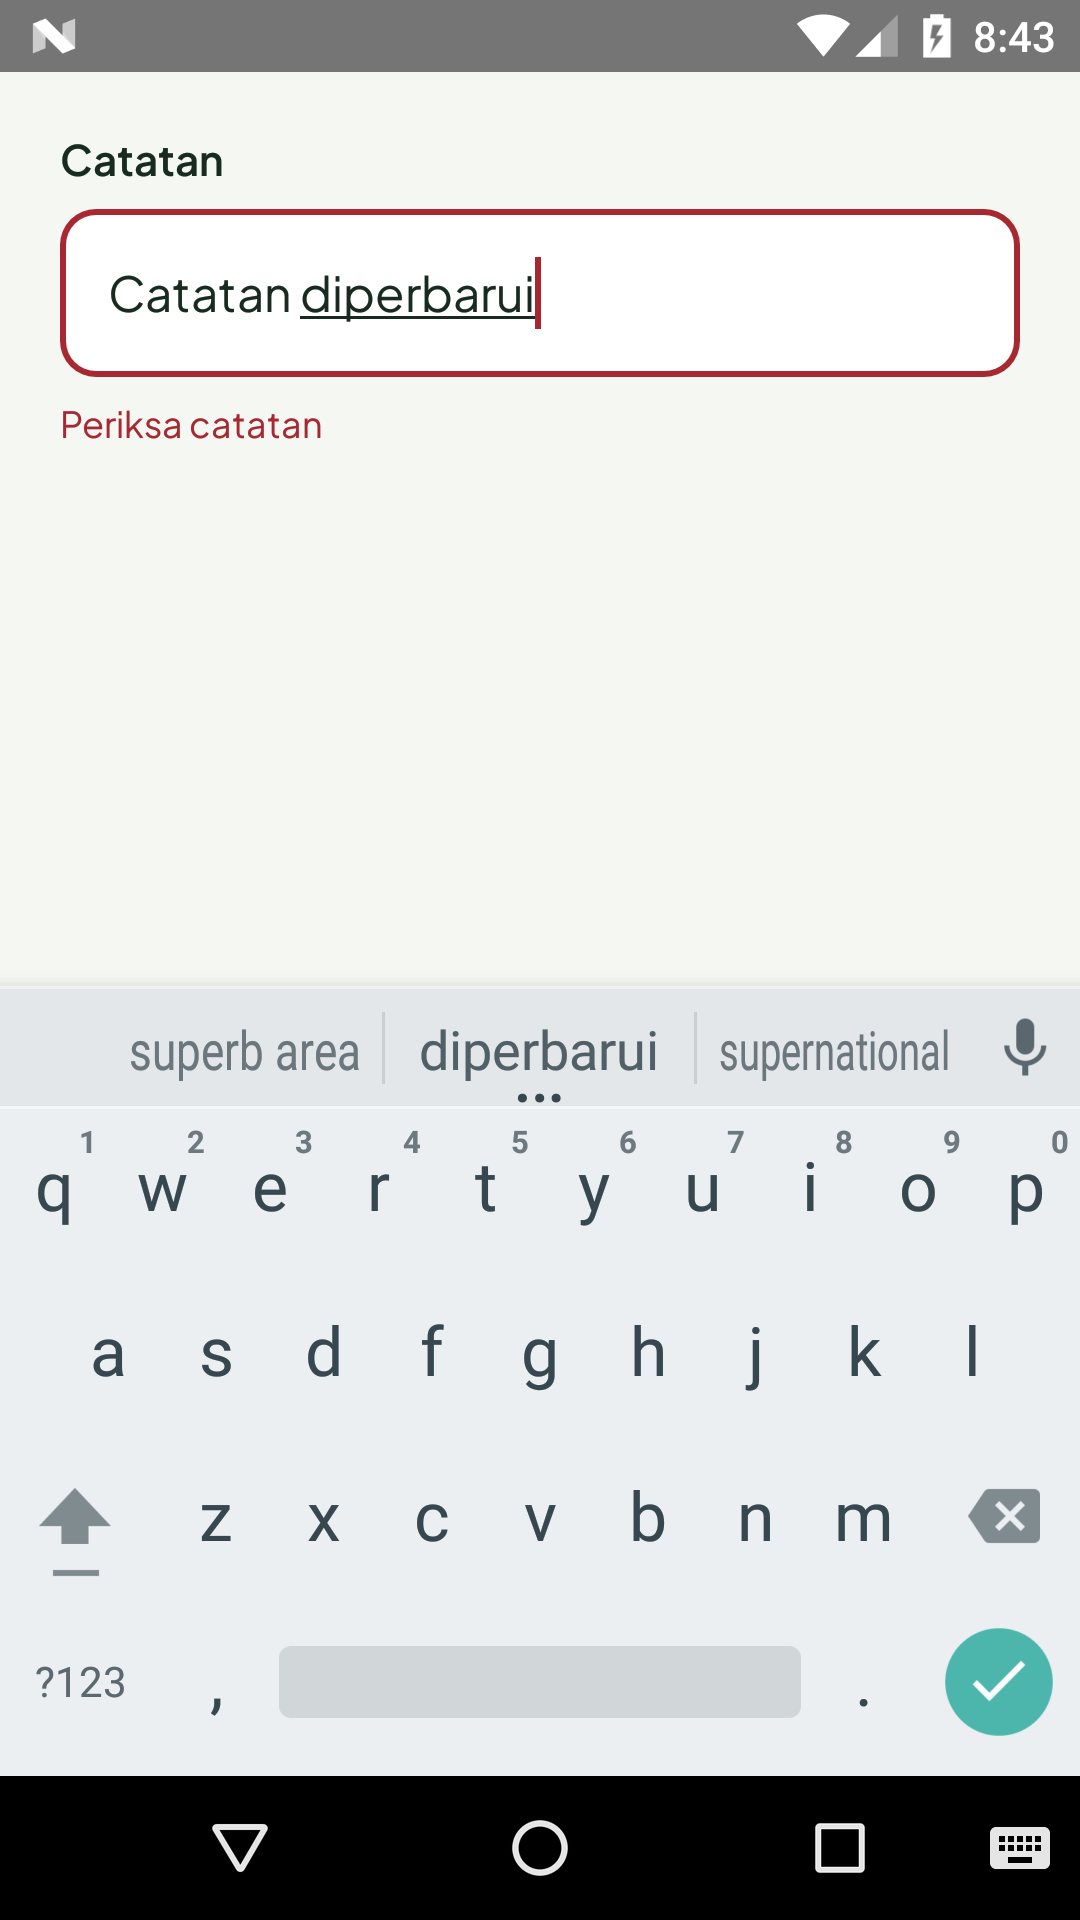 8:43
Catatan
Catatan diperbarui
Periksa catatan
superb area diperbarui supernational
1 2 3 4 5 6 7 8 9 0
q w e r t y u i o p
a s d f g h j k l
z x c v b n m
?123 , .